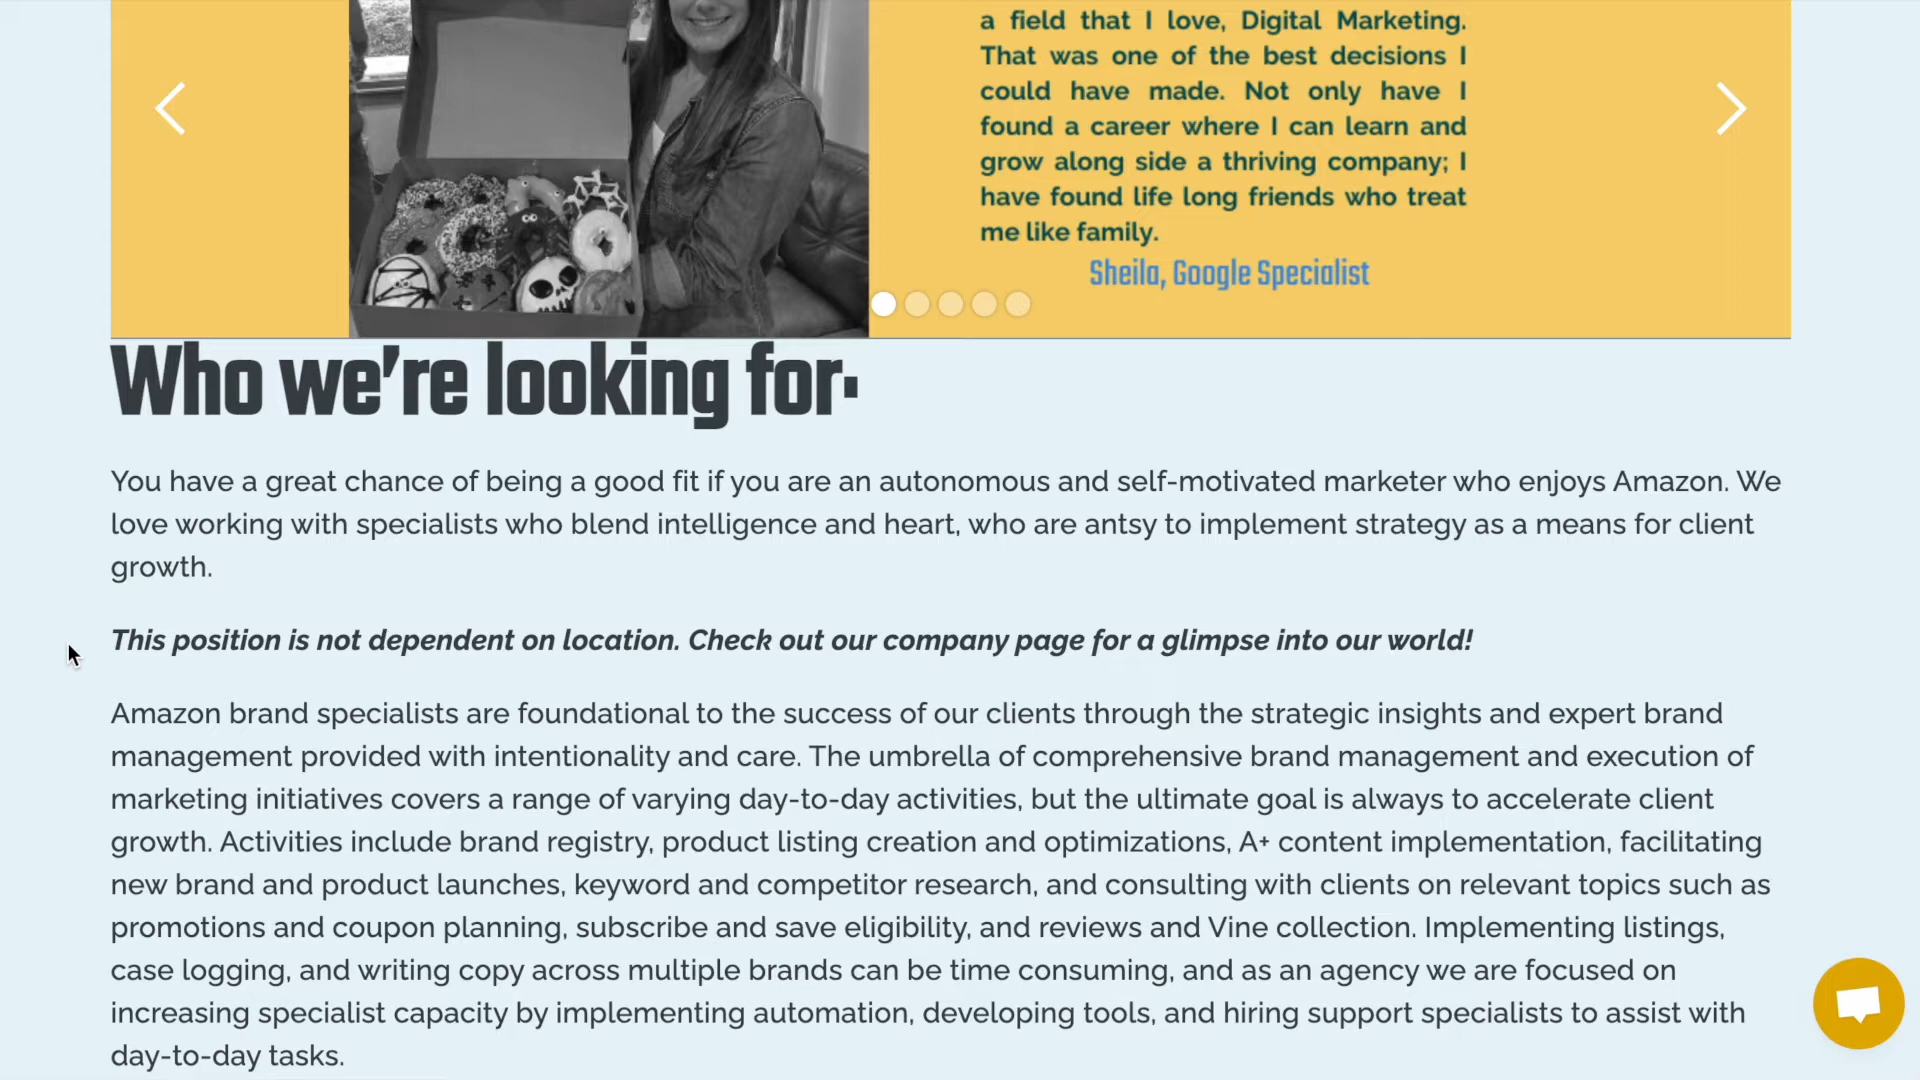 a field that I love, Digital Marketing.
That was one of the best decisions I
could have made. Not only have I
found a career where I can learn and
grow along side a thriving company; I
have found life long friends who treat
me like family.
Sheila, Google Specialist
Who we're looking for:
You have a great chance of being a good fit if you are an autonomous and self-motivated marketer who enjoys Amazon. We
love working with specialists who blend intelligence and heart, who are antsy to implement strategy as a means for client
growth.
This position is not dependent on location. Check out our company page for a glimpse into our world!
Amazon brand specialists are foundational to the success of our clients through the strategic insights and expert brand
management provided with intentionality and care. The umbrella of comprehensive brand management and execution of
marketing initiatives covers a range of varying day-to-day activities, but the ultimate goal is always to accelerate client
growth. Activities include brand registry, product listing creation and optimizations, A+ content implementation, facilitating
new brand and product launches, keyword and competitor research, and consulting with clients on relevant topics such as
promotions and coupon planning, subscribe and save eligibility, and reviews and Vine collection. Implementing listings,
case logging, and writing copy across multiple brands can be time consuming, and as an agency we are focused on
increasing specialist capacity by implementing automation, developing tools, and hiring support specialists to assist with
day-to-day tasks.